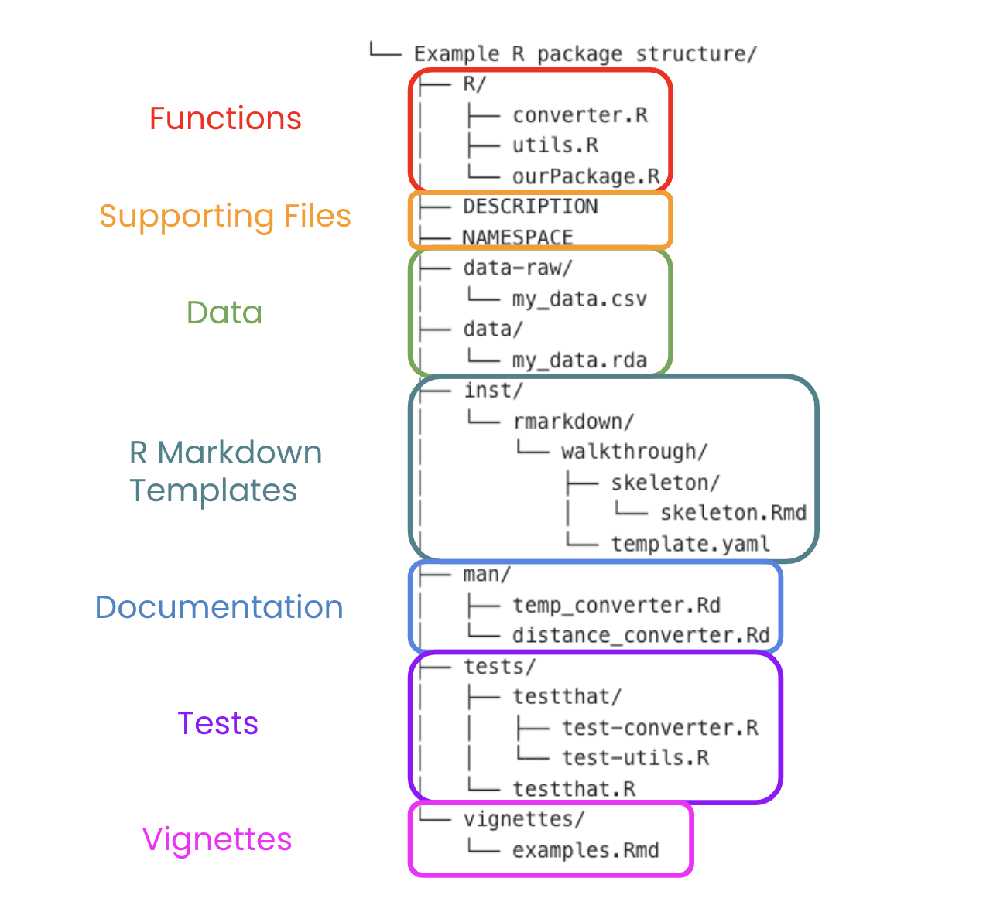 └── Example R package structure/
├── R/
│   ├── converter.R
Functions
│   ├── utils.R
│   └── ourPackage.R
├── DESCRIPTION
Supporting Files
├── NAMESPACE
├── data-raw/
│   └── my_data.csv
Data
├── data/
│   └── my_data.rda
├── inst/
│   └── rmarkdown/
│       └── walkthrough/
R Markdown
Templates
│           ├── skeleton/
│           │   └── skeleton.Rmd
│           └── template.yaml
├── man/
│   ├── temp_converter.Rd
Documentation
│   └── distance_converter.Rd
├── tests/
│   ├── testthat/
Tests
│   │   ├── test-converter.R
│   │   └── test-utils.R
│   └── testthat.R
└── vignettes/
Vignettes
    └── examples.Rmd